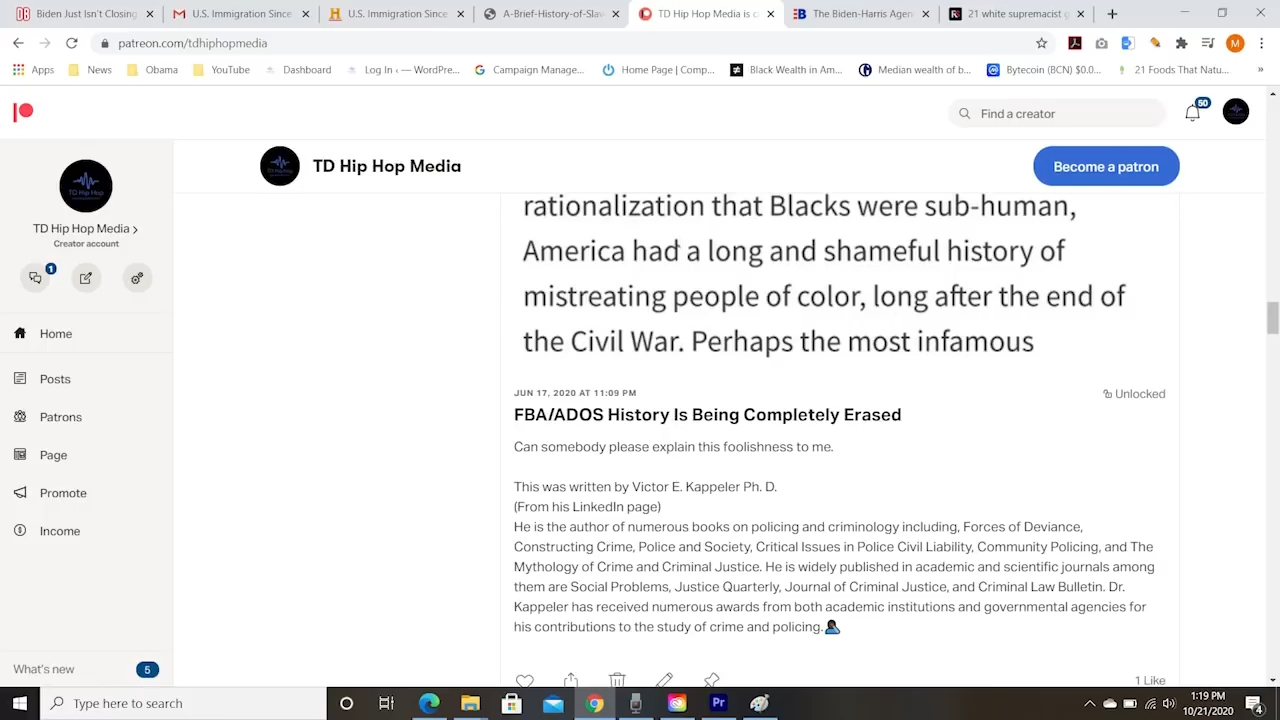 Biden Just Isn't Closing
U.S. Immigration Since
U.S. Immigration Since
A-Brief-History-of-Slav
TD Hip Hop Media is c
The Biden-Harris Agen
21 white supremacist g
patreon.com/tdhiphopmedia
M
Apps
News
Obama
YouTube
Dashboard
Log In ‹ — WordPre...
Campaign Manage...
Home Page | Comp...
Black Wealth in Am...
Median wealth of b...
Bytecoin (BCN) $0.0...
21 Foods That Natu...
»
Find a creator
50
TD Hip Hop
TD Hip Hop Media
Become a patron
TD Hip Hop Media
Creator account
1
Home
Posts
Patrons
Page
Promote
Income
What's new
5
rationalization that Blacks were sub-human,
America had a long and shameful history of
mistreating people of color, long after the end of
the Civil War. Perhaps the most infamous
JUN 17, 2020 AT 11:09 PM
Unlocked
FBA/ADOS History Is Being Completely Erased
Can somebody please explain this foolishness to me.
This was written by Victor E. Kappeler Ph. D.
(From his LinkedIn page)
He is the author of numerous books on policing and criminology including, Forces of Deviance,
Constructing Crime, Police and Society, Critical Issues in Police Civil Liability, Community Policing, and The
Mythology of Crime and Criminal Justice. He is widely published in academic and scientific journals among
them are Social Problems, Justice Quarterly, Journal of Criminal Justice, and Criminal Law Bulletin. Dr.
Kappeler has received numerous awards from both academic institutions and governmental agencies for
his contributions to the study of crime and policing.
1 Like
Type here to search
Pr
1:19 PM
10/21/2020
4